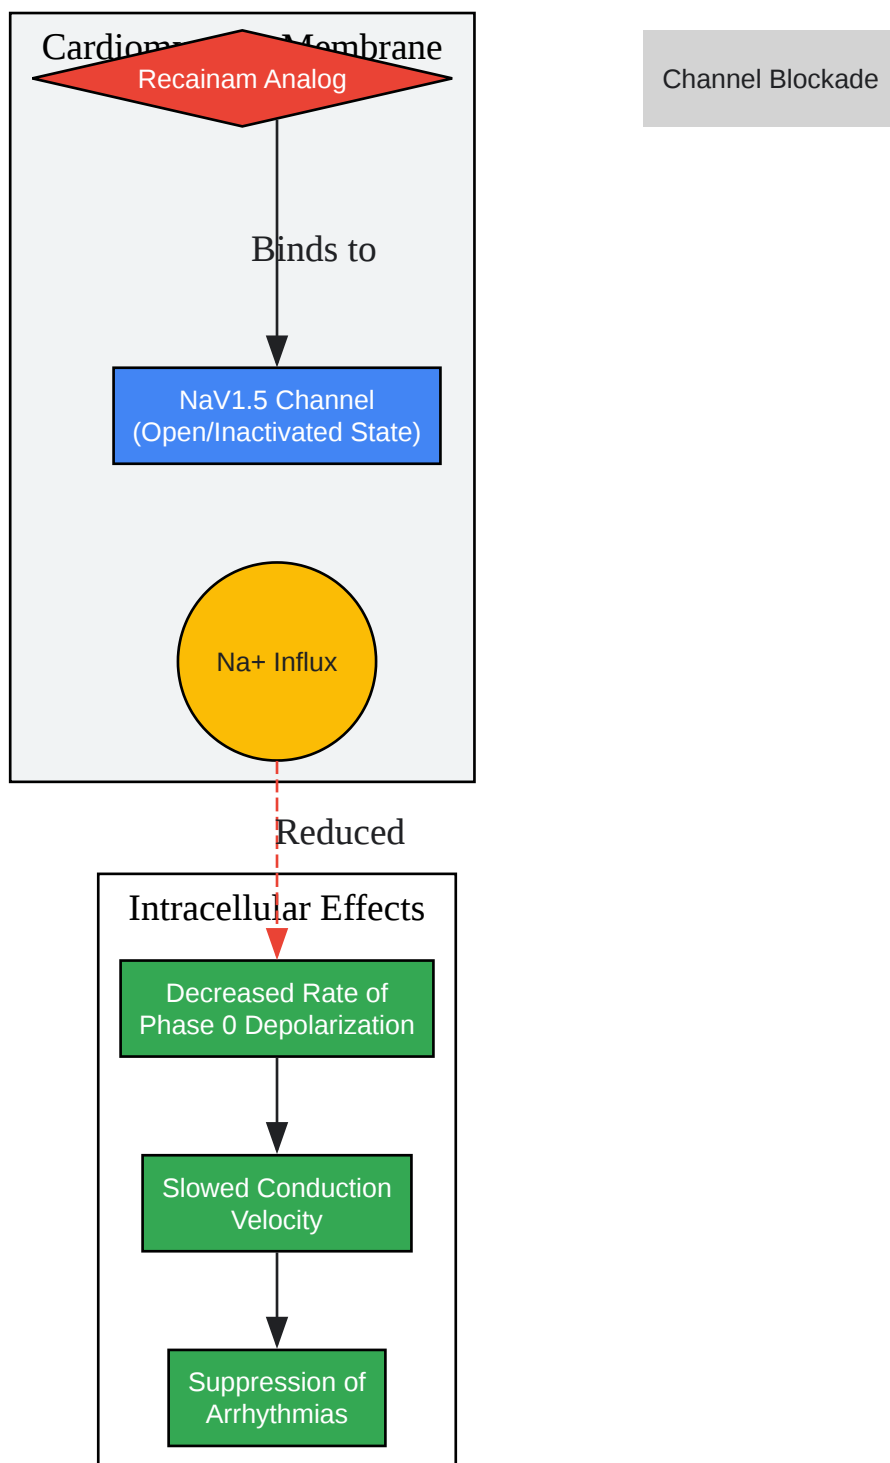 Membrane
Recainam Analog
Channel Blockade
Binds to
NaV1.5 Channel
(Open/Inactivated State)
Na+ Influx
Reduced
Intracellular Effects
Decreased Rate of
Phase 0 Depolarization
Slowed Conduction
Velocity
Suppression of
Arrhythmias